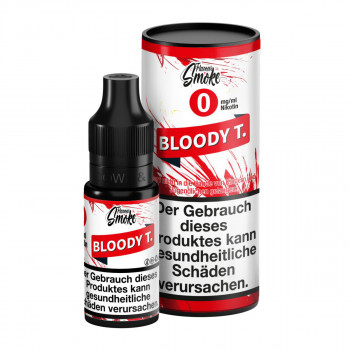 Flavour
Smoke
0
mg/ml
Nikotin
BLOODY T.
Der Gebrauch
dieses
Produktes kann
gesundheitliche
Schäden
verursachen.
Smoke
BLOODY T.
Der Gebrauch dieses
Produktes kann
gesundheitliche
Schäden
verursachen.